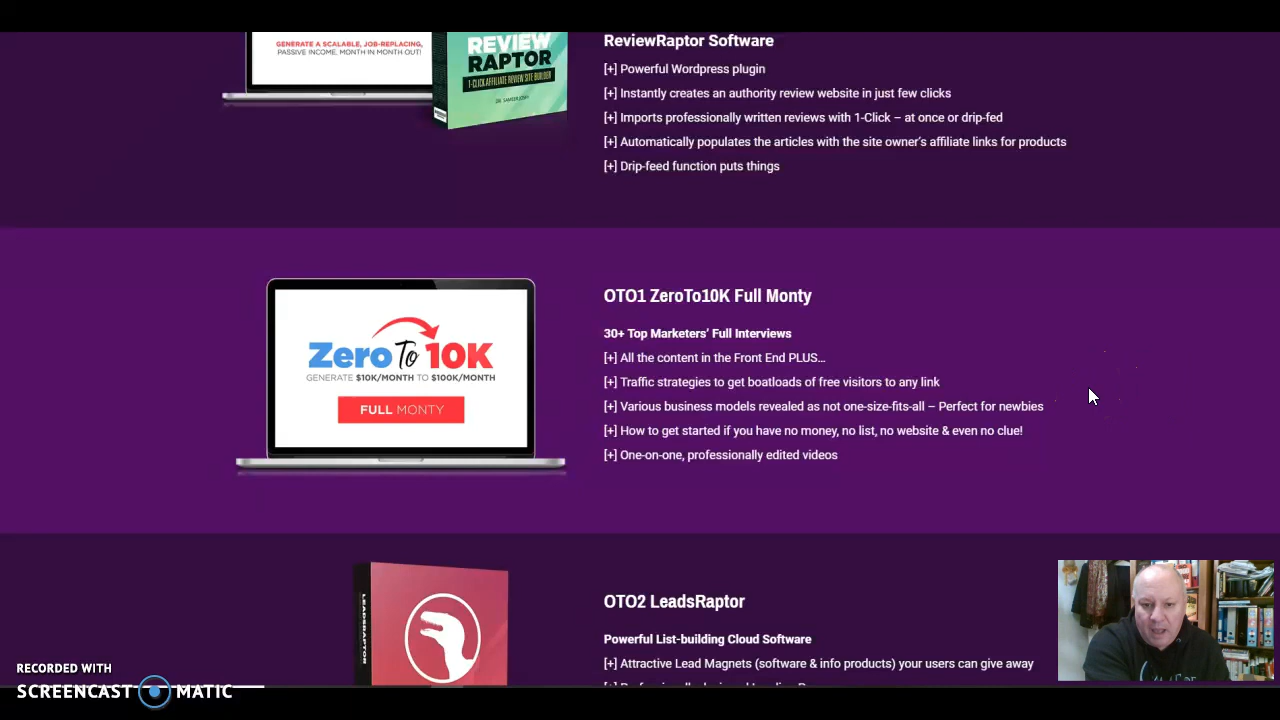 GENERATE A SCALABLE, JOB-REPLACING,
PASSIVE INCOME, MONTH IN MONTH OUT!
REVIEW
RAPTOR
1-CLICK AFFILIATE REVIEW SITE BUILDER
ReviewRaptor Software
[+] Powerful Wordpress plugin
[+] Instantly creates an authority review website in just few clicks
[+] Imports professionally written reviews with 1-Click – at once or drip-fed
[+] Automatically populates the articles with the site owner's affiliate links for products
[+] Drip-feed function puts things
Zero To 10K
GENERATE $10K/MONTH TO $100K/MONTH
FULL MONTY
OTO1 ZeroTo10K Full Monty
30+ Top Marketers' Full Interviews
[+] All the content in the Front End PLUS...
[+] Traffic strategies to get boatloads of free visitors to any link
[+] Various business models revealed as not one-size-fits-all – Perfect for newbies
[+] How to get started if you have no money, no list, no website & even no clue!
[+] One-on-one, professionally edited videos
LEADSRAPTOR
OTO2 LeadsRaptor
Powerful List-building Cloud Software
[+] Attractive Lead Magnets (software & info products) your users can give away
RECORDED WITH
SCREENCAST MATIC